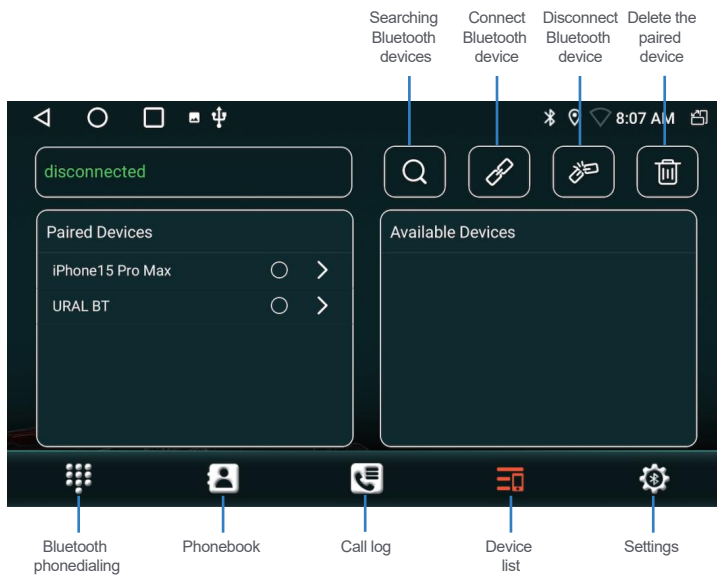 Searching Connect Disconnect Delete the
Bluetooth Bluetooth Bluetooth paired
devices device device device
8:07 AM
disconnected
Paired Devices
iPhone15 Pro Max
URAL BT
Available Devices
Bluetooth Phonebook Call log Device Settings
phonedialing list